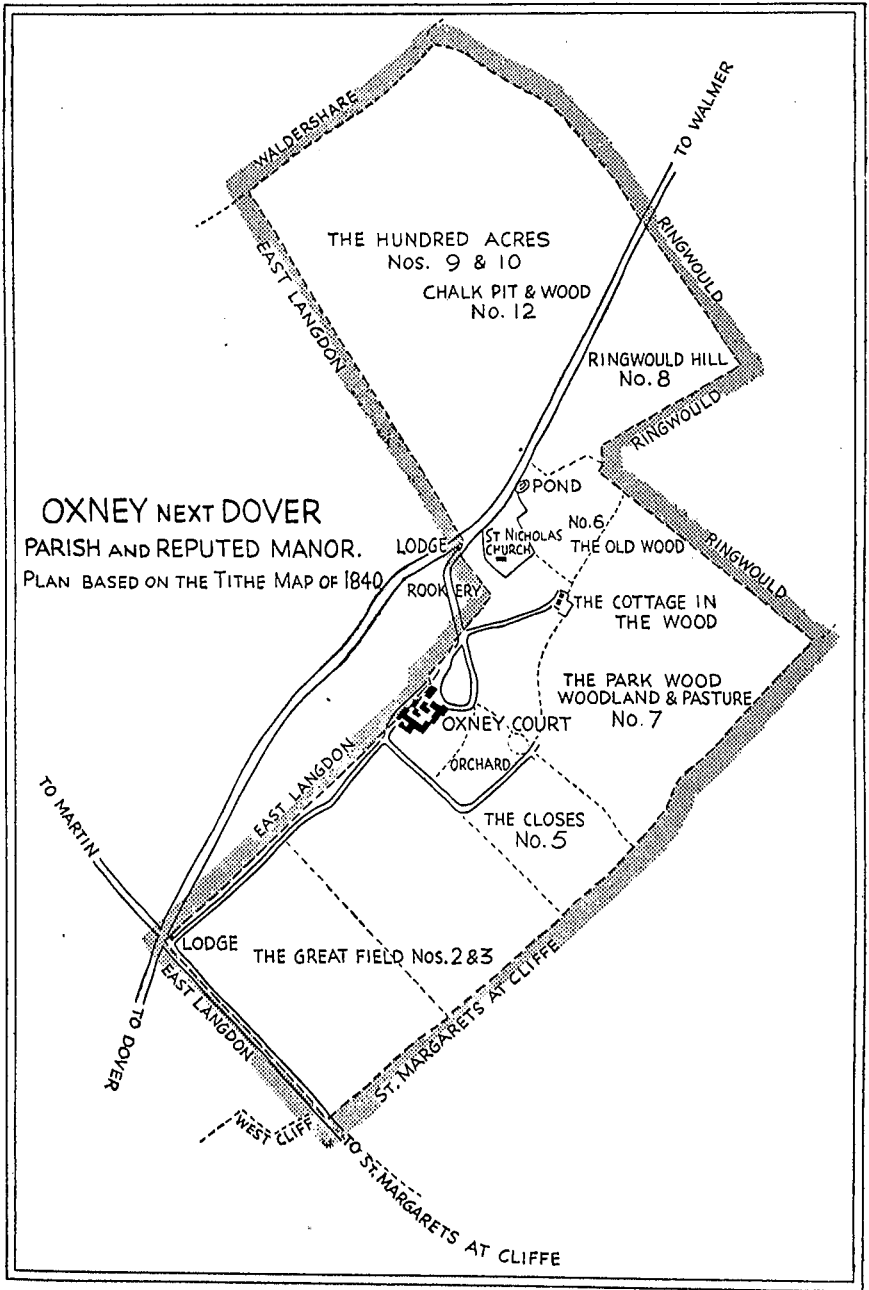 TO WALMER
WALDERSHARE
RINGWOULD
THE HUNDRED ACRES
Nos. 9 & 10
EAST LANGDON
CHALK PIT & WOOD
No. 12
RINGWOULD HILL
No. 8
RINGWOULD
POND
OXNEY NEXT DOVER
PARISH AND REPUTED MANOR.
PLAN BASED ON THE TITHE MAP OF 1840
LODGE
ST NICHOLAS
CHURCH
No. 6
THE OLD WOOD
RINGWOULD
ROOKERY
THE COTTAGE IN
THE WOOD
THE PARK WOOD
WOODLAND & PASTURE
No. 7
OXNEY COURT
EAST LANGDON
ORCHARD
TO MARTIN
THE CLOSES
No. 5
LODGE
THE GREAT FIELD Nos. 2&3
EAST LANGDON
ST. MARGARETS AT CLIFFE
TO DOVER
WEST CLIFF
TO ST. MARGARETS AT CLIFFE